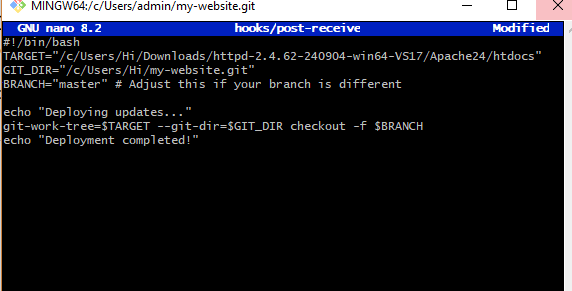 MINGW64:/c/Users/admin/my-website.git
GNU nano 8.2 hooks/post-receive Modified
#!/bin/bash
TARGET="/c/Users/Hi/Downloads/httpd-2.4.62-240904-win64-VS17/Apache24/htdocs"
GIT_DIR="/c/Users/Hi/my-website.git"
BRANCH="master" # Adjust this if your branch is different
echo "Deploying updates..."
git-work-tree=$TARGET --git-dir=$GIT_DIR checkout -f $BRANCH
echo "Deployment completed!"